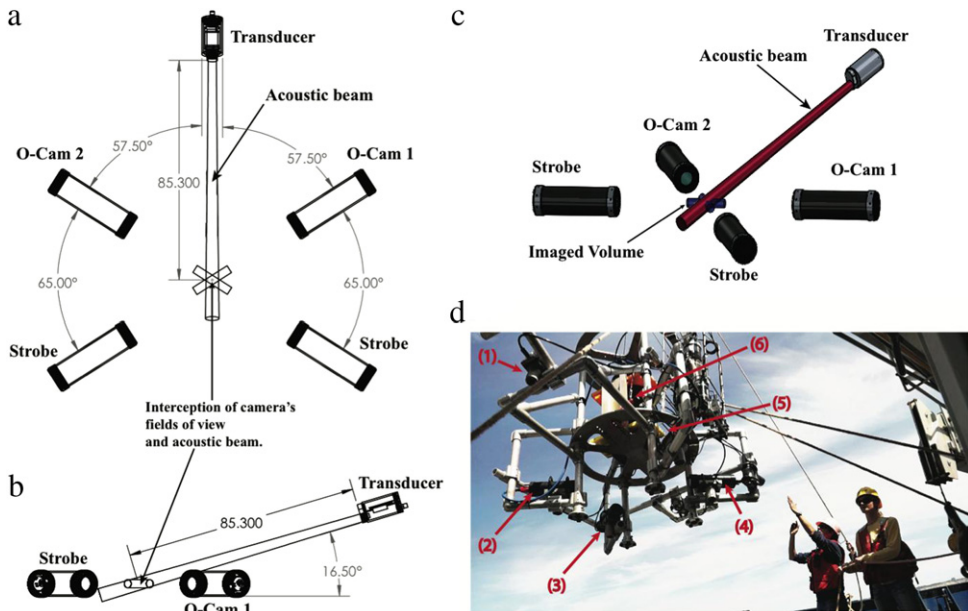 a
Transducer
Acoustic beam
57.50°
57.50°
O-Cam 2
O-Cam 1
85.300
65.00°
65.00°
Strobe
Strobe
Interception of camera's
fields of view
and acoustic beam.
b
Transducer
85.300
Strobe
16.50°
O-Cam 1
c
Transducer
Acoustic beam
O-Cam 2
Strobe
O-Cam 1
Imaged Volume
Strobe
d
(1)
(6)
(5)
(2)
(4)
(3)